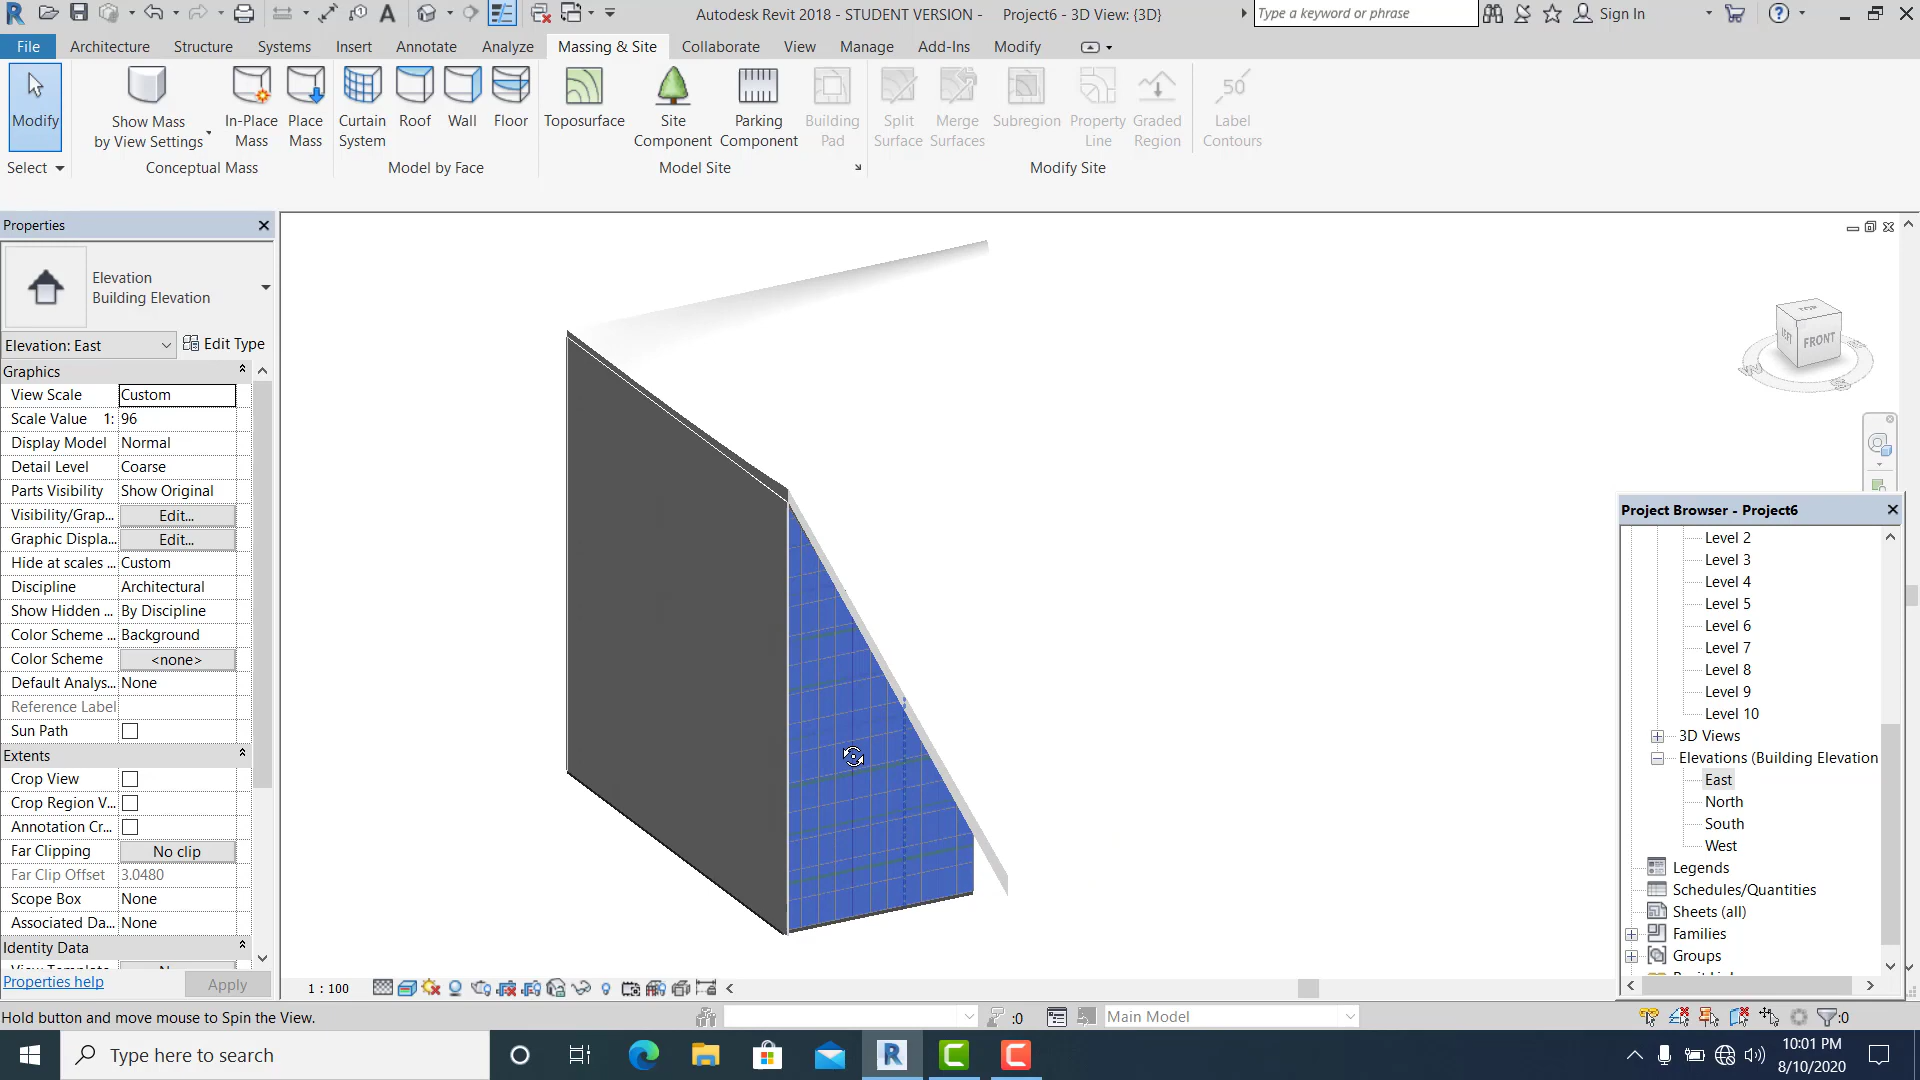 Autodesk Revit 2018 - STUDENT VERSION - Project6 - 3D View: {3D}
Type a keyword or phrase
Sign In
File Architecture Structure Systems Insert Annotate Analyze Massing & Site Collaborate View Manage Add-Ins Modify
Modify
Show Mass
by View Settings
In-Place
Mass
Place
Mass
Curtain
System
Roof
Wall
Floor
Toposurface
Site
Component
Parking
Component
Building
Pad
Split
Surface
Merge
Surfaces
Subregion
Property
Line
Graded
Region
50
Label
Contours
Select
Conceptual Mass
Model by Face
Model Site
Modify Site
Properties
Elevation
Building Elevation
Elevation: East
Edit Type
Graphics
View Scale Custom
Scale Value 1: 96
Display Model Normal
Detail Level Coarse
Parts Visibility Show Original
Visibility/Grap... Edit...
Graphic Displa... Edit...
Hide at scales ... Custom
Discipline Architectural
Show Hidden ... By Discipline
Color Scheme ... Background
Color Scheme <none>
Default Analys... None
Reference Label
Sun Path
Extents
Crop View
Crop Region V...
Annotation Cr...
Far Clipping No clip
Far Clip Offset 3.0480
Scope Box None
Associated Da... None
Identity Data
Properties help
Apply
FRONT
Project Browser - Project6
Level 2
Level 3
Level 4
Level 5
Level 6
Level 7
Level 8
Level 9
Level 10
3D Views
Elevations (Building Elevation
East
North
South
West
Legends
Schedules/Quantities
Sheets (all)
Families
Groups
1 : 100
Hold button and move mouse to Spin the View.
:0
Main Model
:0
Type here to search
10:01 PM
8/10/2020